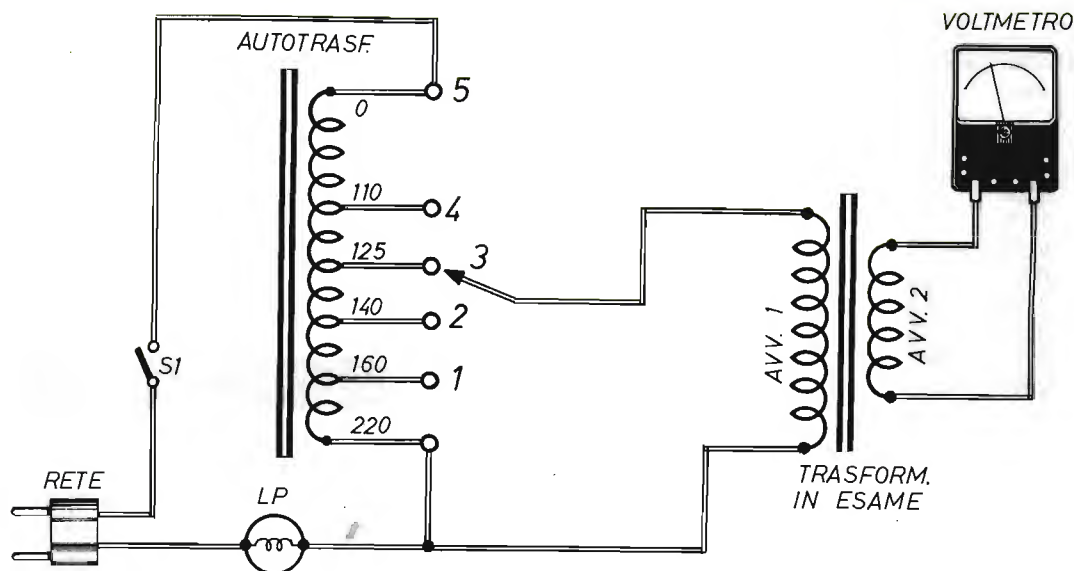 AUTOTRASF.
VOLTMETRO
0
5
110
4
125
3
140
2
160
1
220
S1
RETE
LP
AVV. 1
AVV. 2
TRASFORM.
IN ESAME